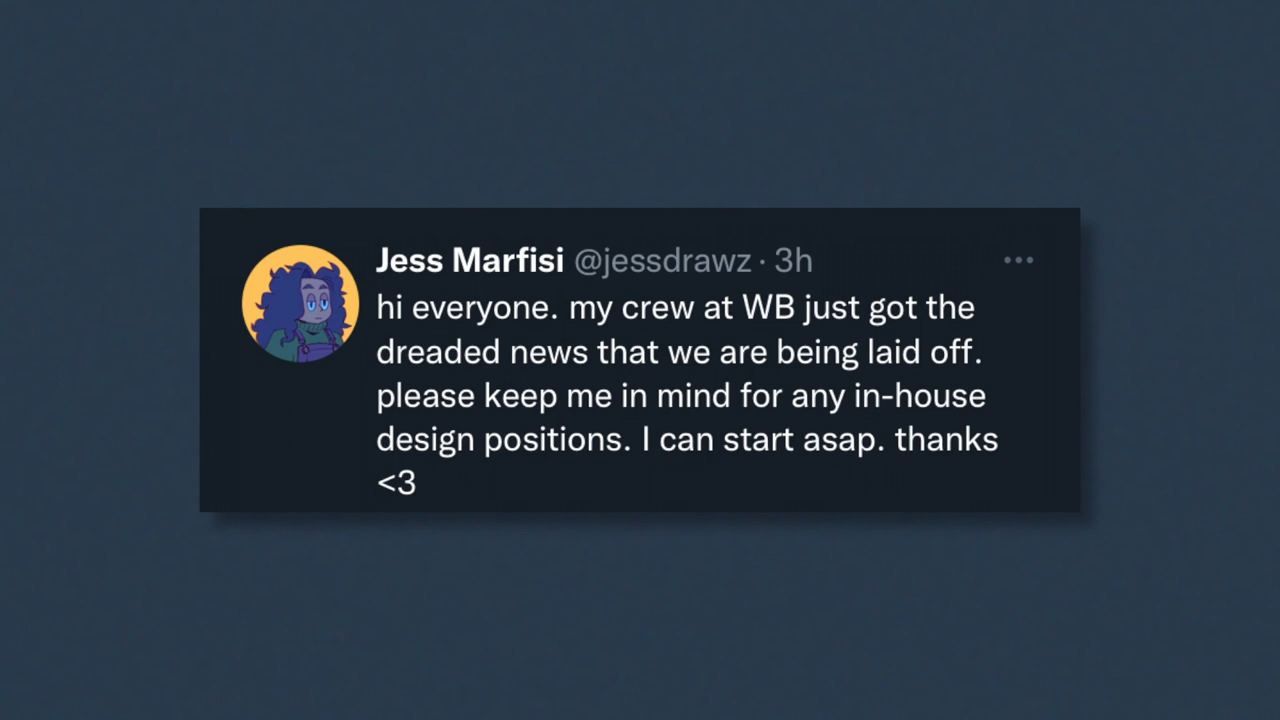 Jess Marfisi @jessdrawz · 3h
hi everyone. my crew at WB just got the
dreaded news that we are being laid off.
please keep me in mind for any in-house
design positions. I can start asap. thanks
<3